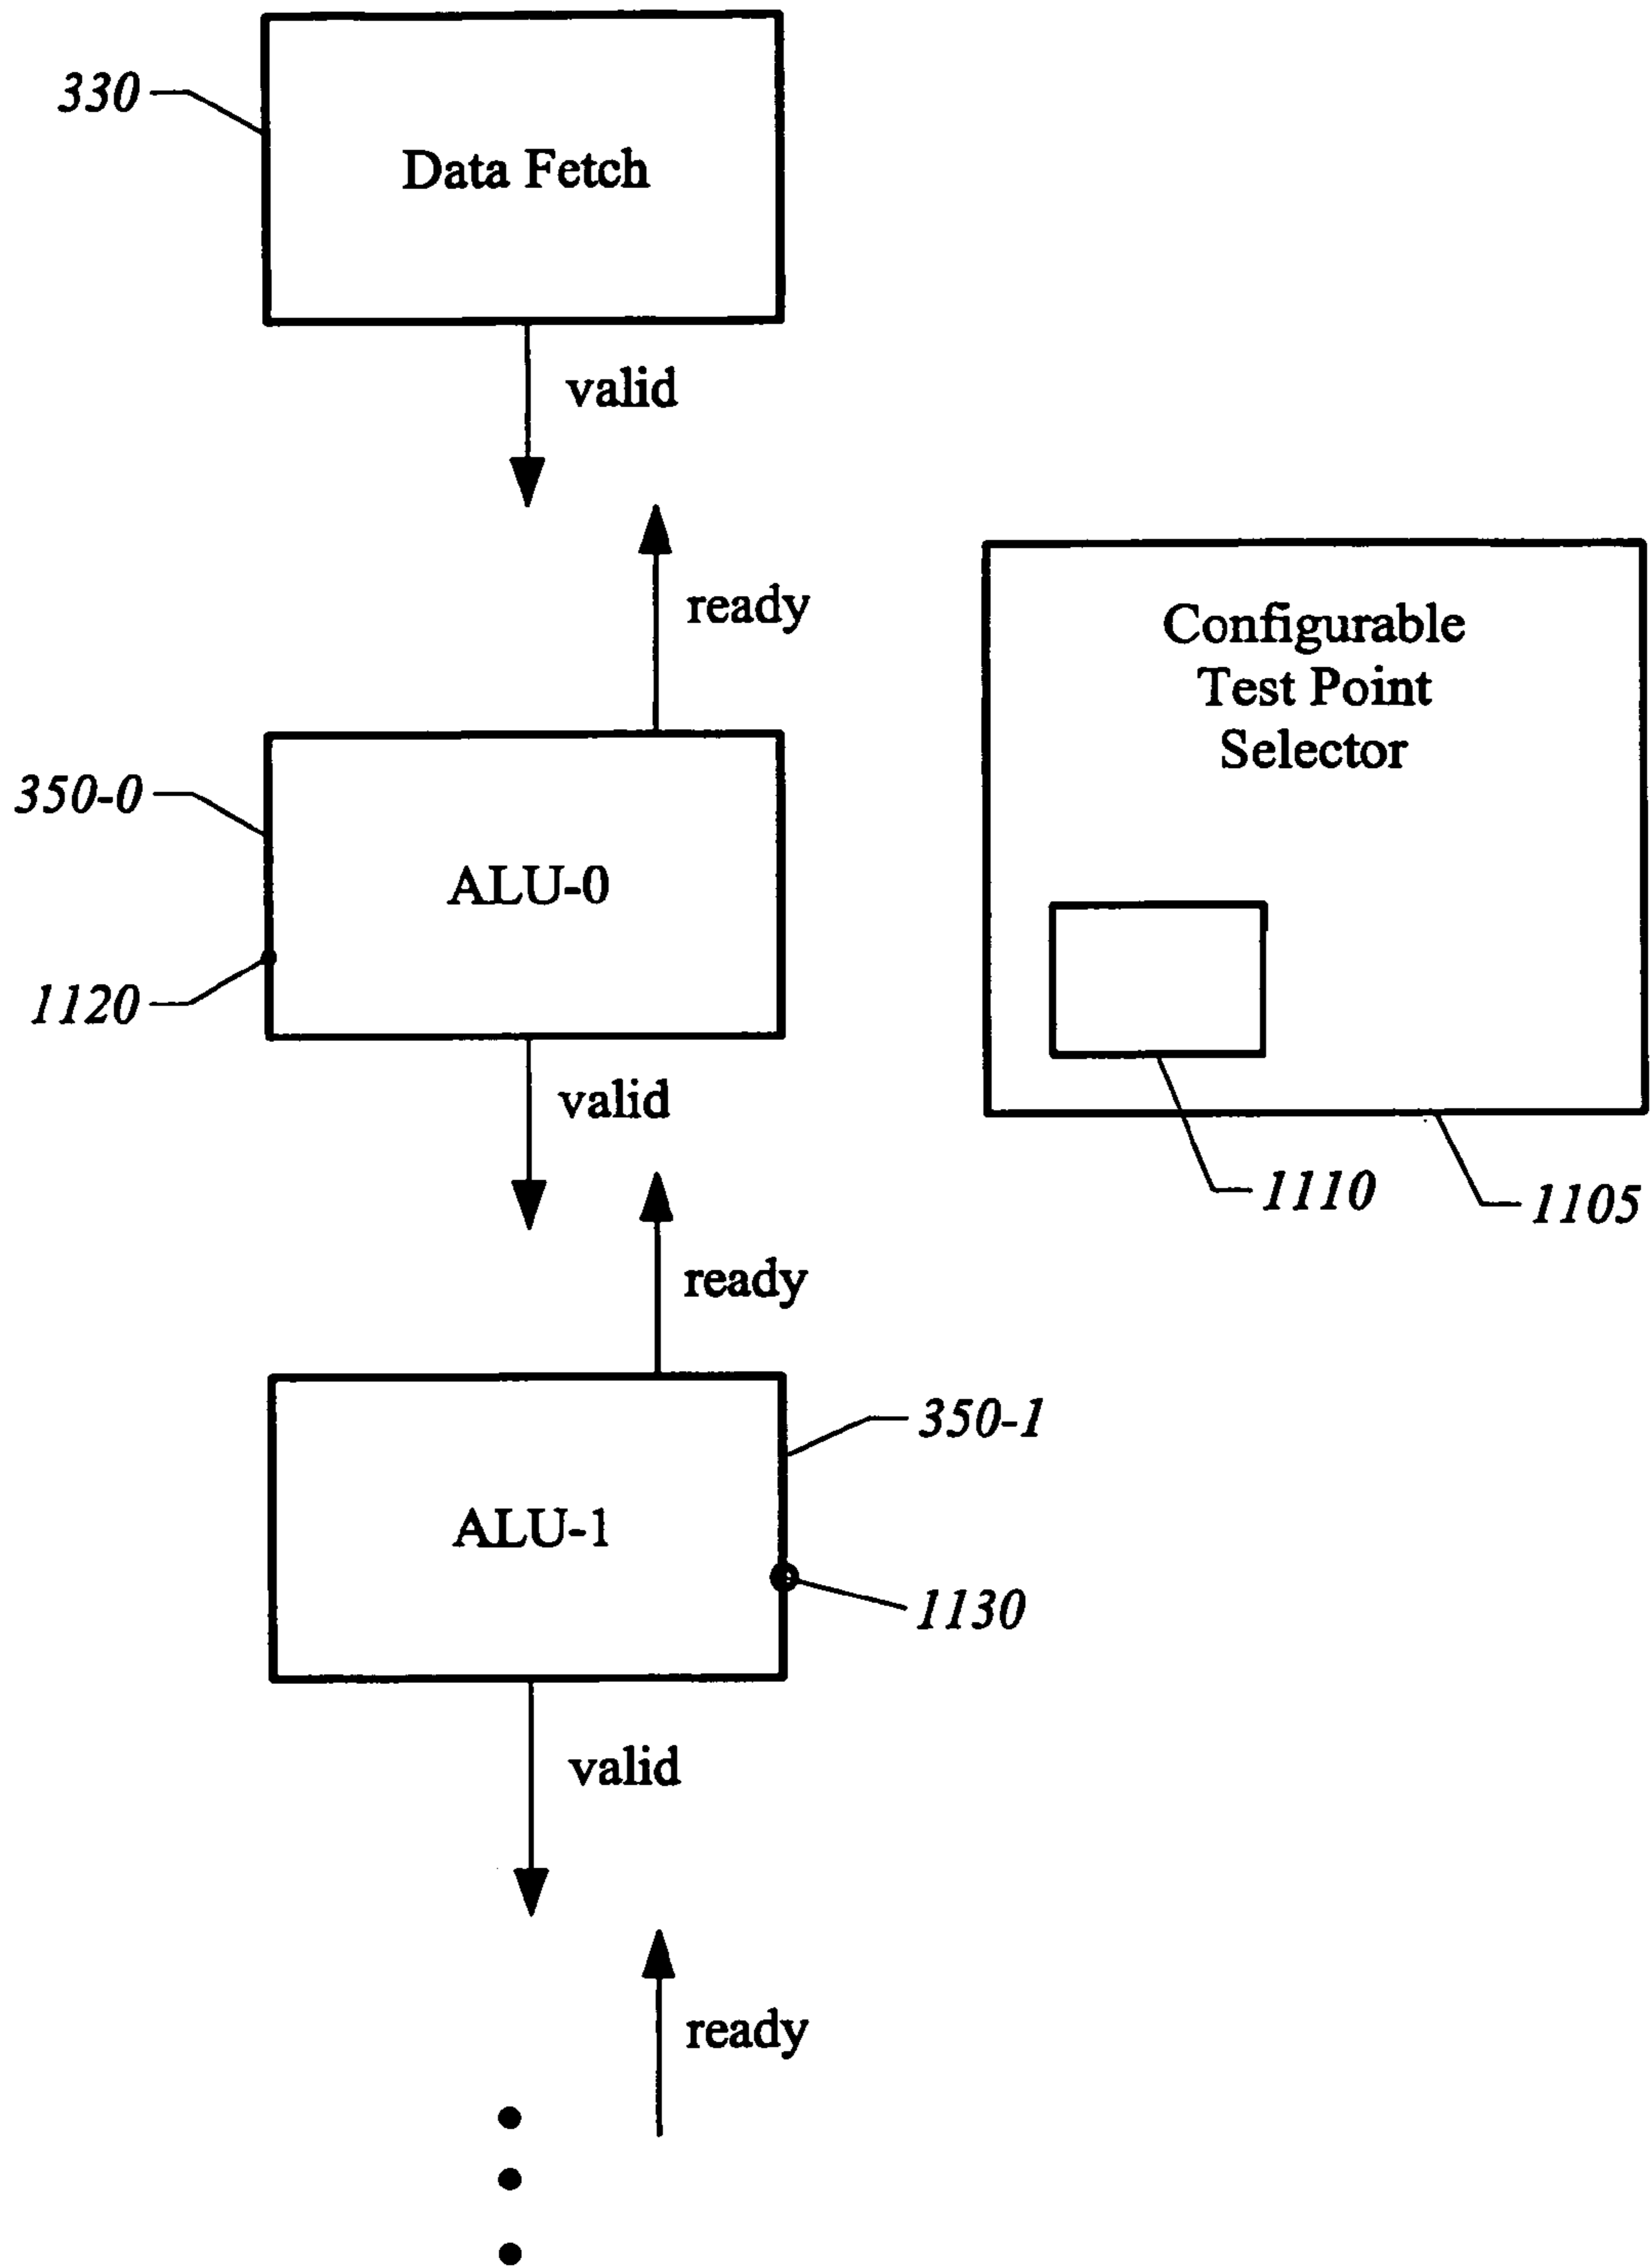 330
Data Fetch
valid
ready
Configurable
Test Point
Selector
350-0
ALU-0
1120
valid
1110
1105
ready
350-1
ALU-1
1130
valid
ready